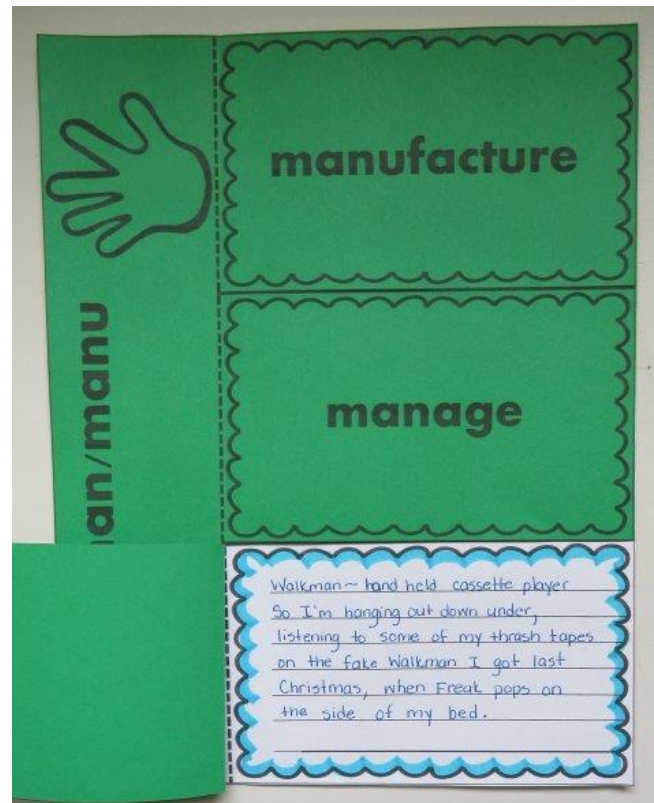 manufacture
manage
an/manu
Walkman~ hand held cassette player
So I'm hanging out down under,
listening to some of my thrash tapes
on the fake Walkman I got last
Christmas, when Freak pops on
the side of my bed.